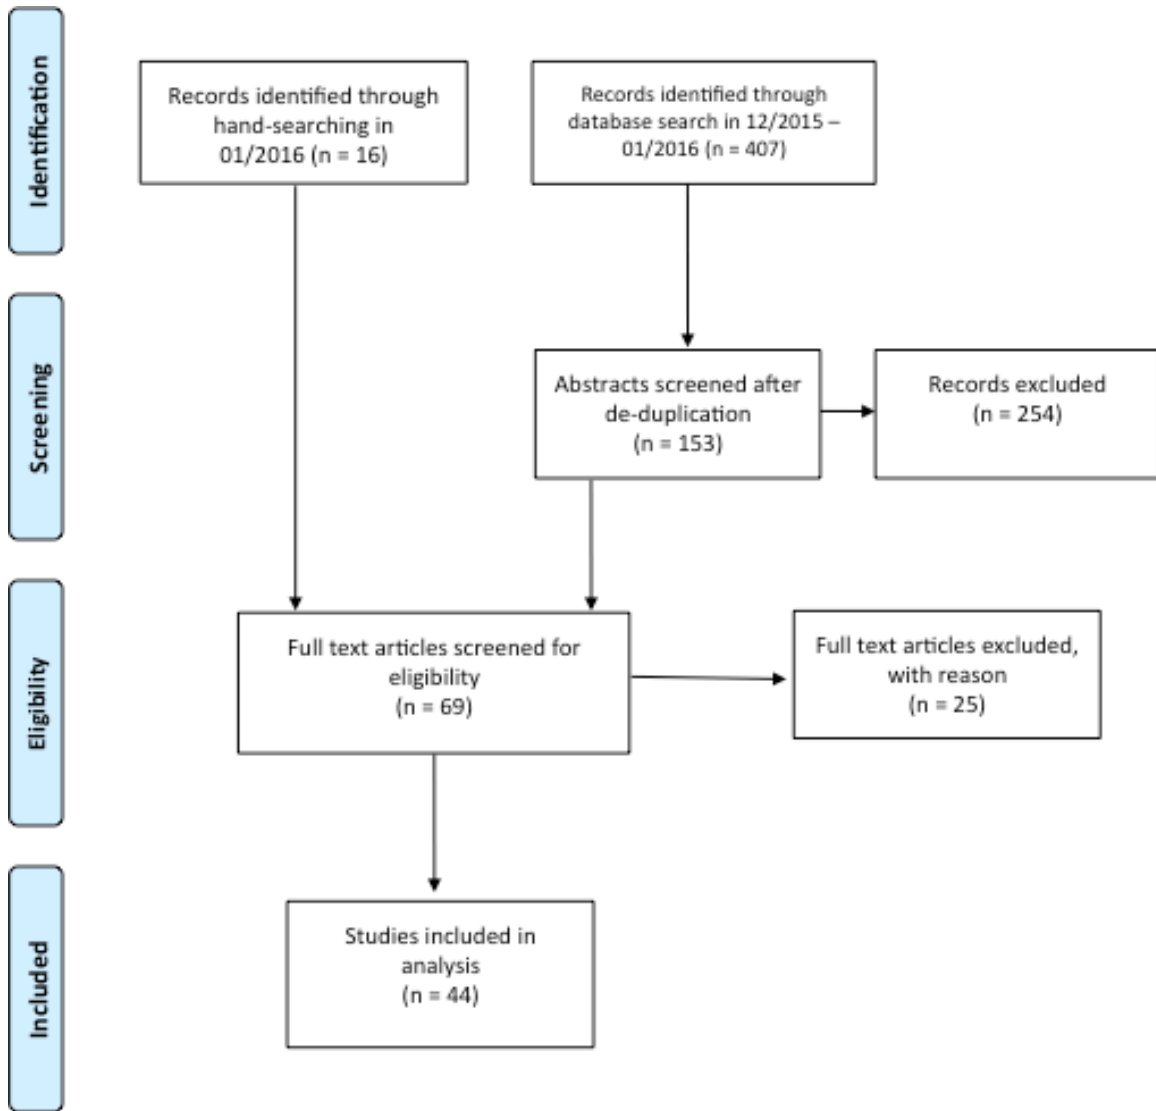 Identification
Records identified through
hand-searching in
01/2016 (n = 16)
Records identified through
database search in 12/2015 –
01/2016 (n = 407)
Screening
Abstracts screened after
de-duplication
(n = 153)
Records excluded
(n = 254)
Eligibility
Full text articles screened for
eligibility
(n = 69)
Full text articles excluded,
with reason
(n = 25)
Included
Studies included in
analysis
(n = 44)